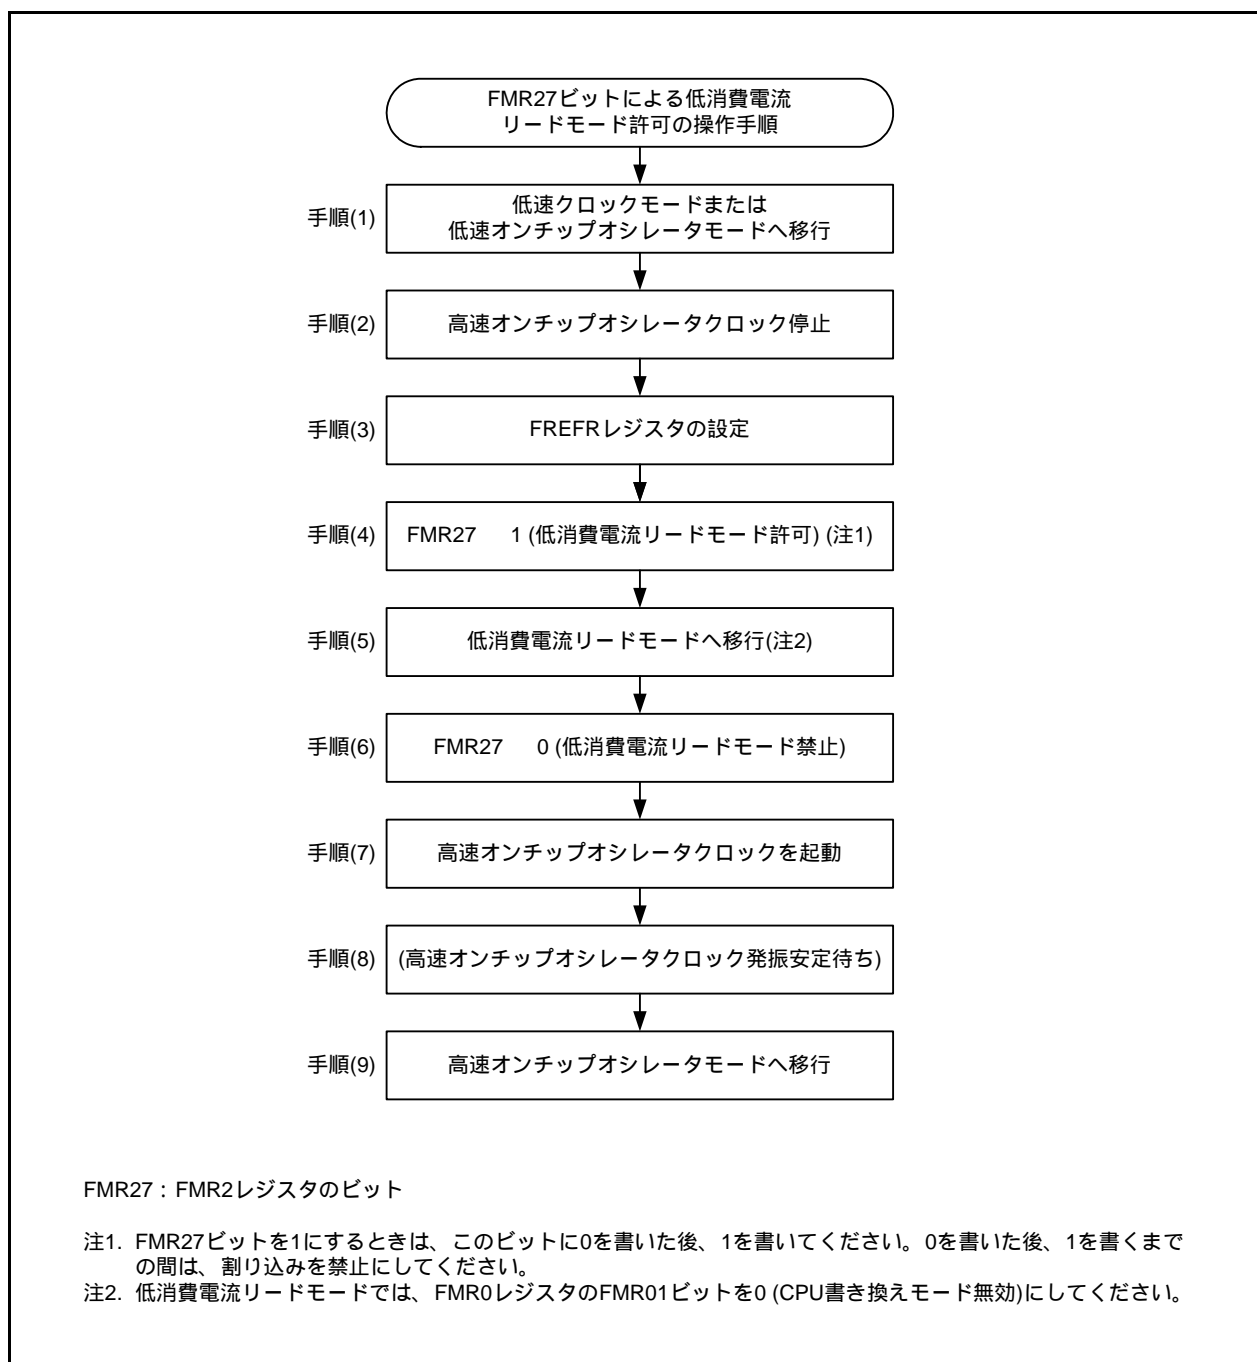 FMR27ビットによる低消費電流
リードモード許可の操作手順
手順(1)
低速クロックモードまたは
低速オンチップオシレータモードへ移行
手順(2)
高速オンチップオシレータクロック停止
手順(3)
FREFRレジスタの設定
手順(4)
FMR27 1 (低消費電流リードモード許可) (注1)
手順(5)
低消費電流リードモードへ移行(注2)
手順(6)
FMR27 0 (低消費電流リードモード禁止)
手順(7)
高速オンチップオシレータクロックを起動
手順(8)
(高速オンチップオシレータクロック発振安定待ち)
手順(9)
高速オンチップオシレータモードへ移行
FMR27 : FMR2レジスタのビット
注1. FMR27ビットを1にするときは、このビットに0を書いた後、1を書いてください。0を書いた後、1を書くまで
の間は、割り込みを禁止にしてください。
注2. 低消費電流リードモードでは、FMR0レジスタのFMR01ビットを0 (CPU書き換えモード無効)にしてください。